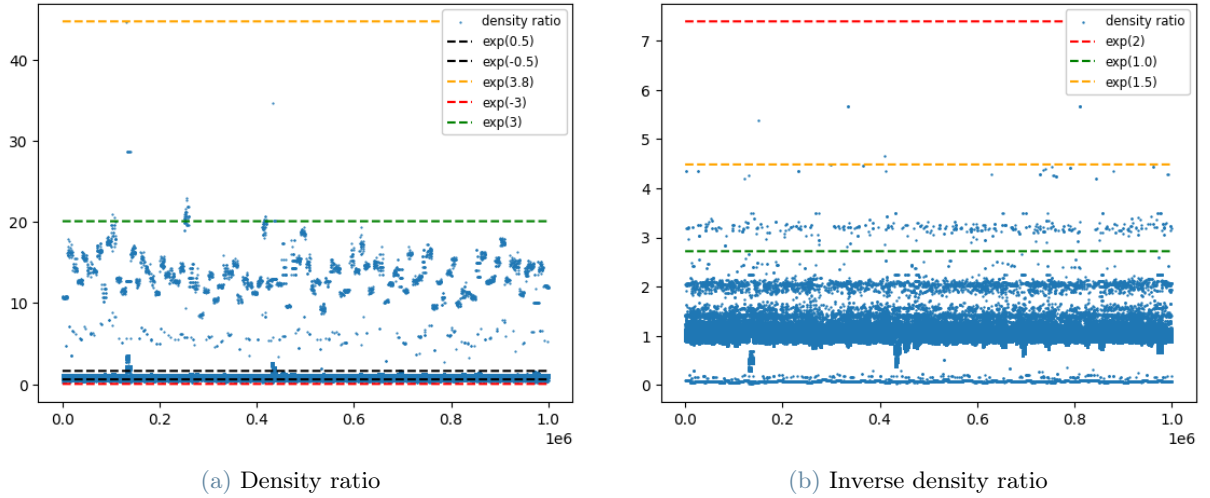 40
30
20
10
0
0.0 0.2 0.4 0.6 0.8 1.0
1e6
density ratio
exp(0.5)
exp(-0.5)
exp(3.8)
exp(-3)
exp(3)
(a) Density ratio
7
6
5
4
3
2
1
0
0.0 0.2 0.4 0.6 0.8 1.0
1e6
density ratio
exp(2)
exp(1.0)
exp(1.5)
(b) Inverse density ratio